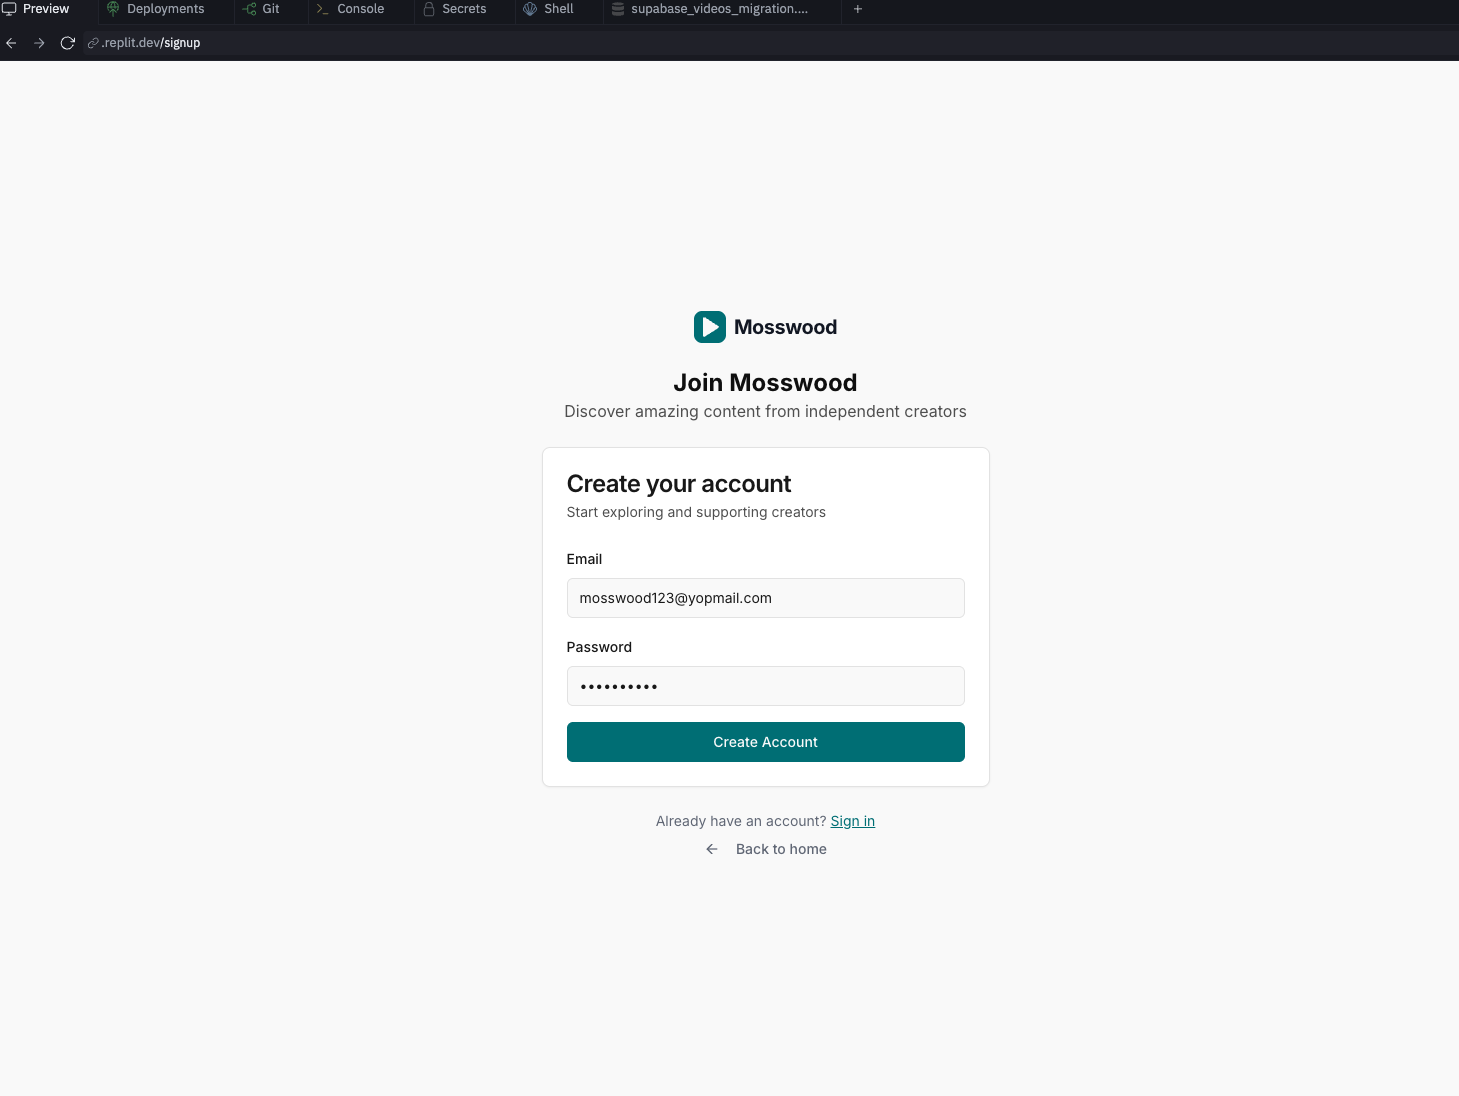 Preview
Deployments
Git
Console
Secrets
Shell
supabase_videos_migration....
.replit.dev/signup
Mosswood
Join Mosswood
Discover amazing content from independent creators
Create your account
Start exploring and supporting creators
Email
mosswood123@yopmail.com
Password
••••••••••
Create Account
Already have an account? Sign in
Back to home